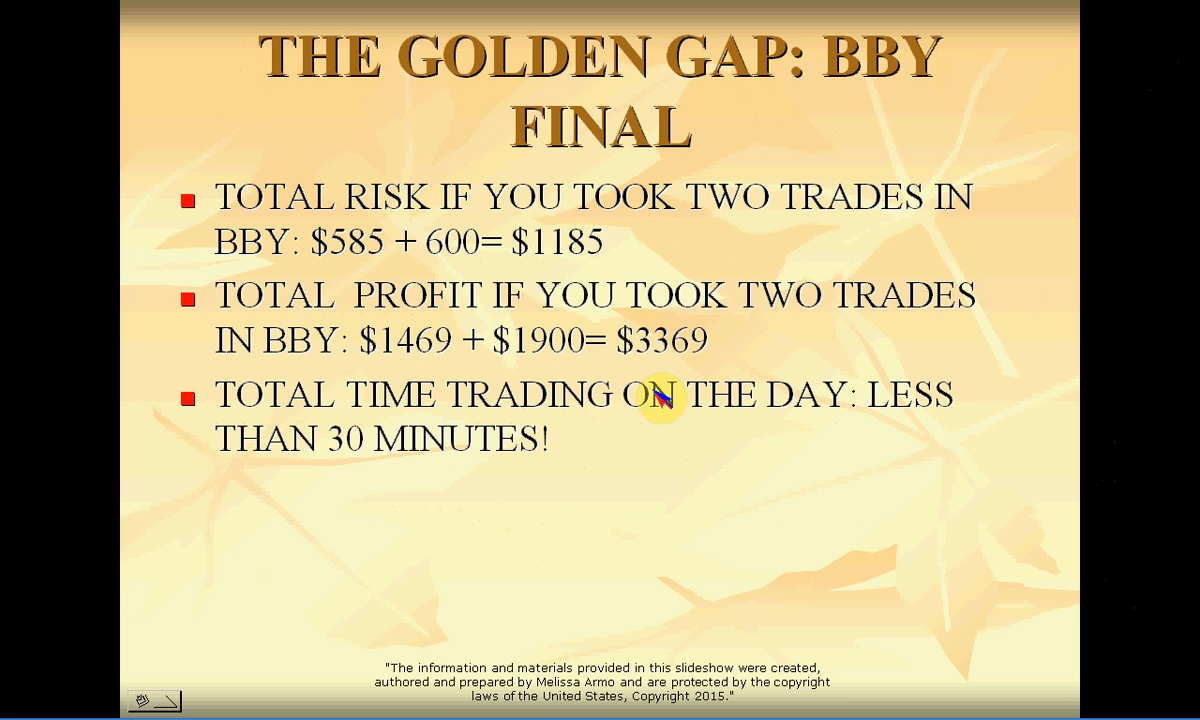 THE GOLDEN GAP: BBY
FINAL
TOTAL RISK IF YOU TOOK TWO TRADES IN
BBY: $585 + 600= $1185
TOTAL  PROFIT IF YOU TOOK TWO TRADES
IN BBY: $1469 + $1900= $3369
TOTAL TIME TRADING ON THE DAY: LESS
THAN 30 MINUTES!
"The information and materials provided in this slideshow were created,
authored and prepared by Melissa Armo and are protected by the copyright
laws of the United States, Copyright 2015."